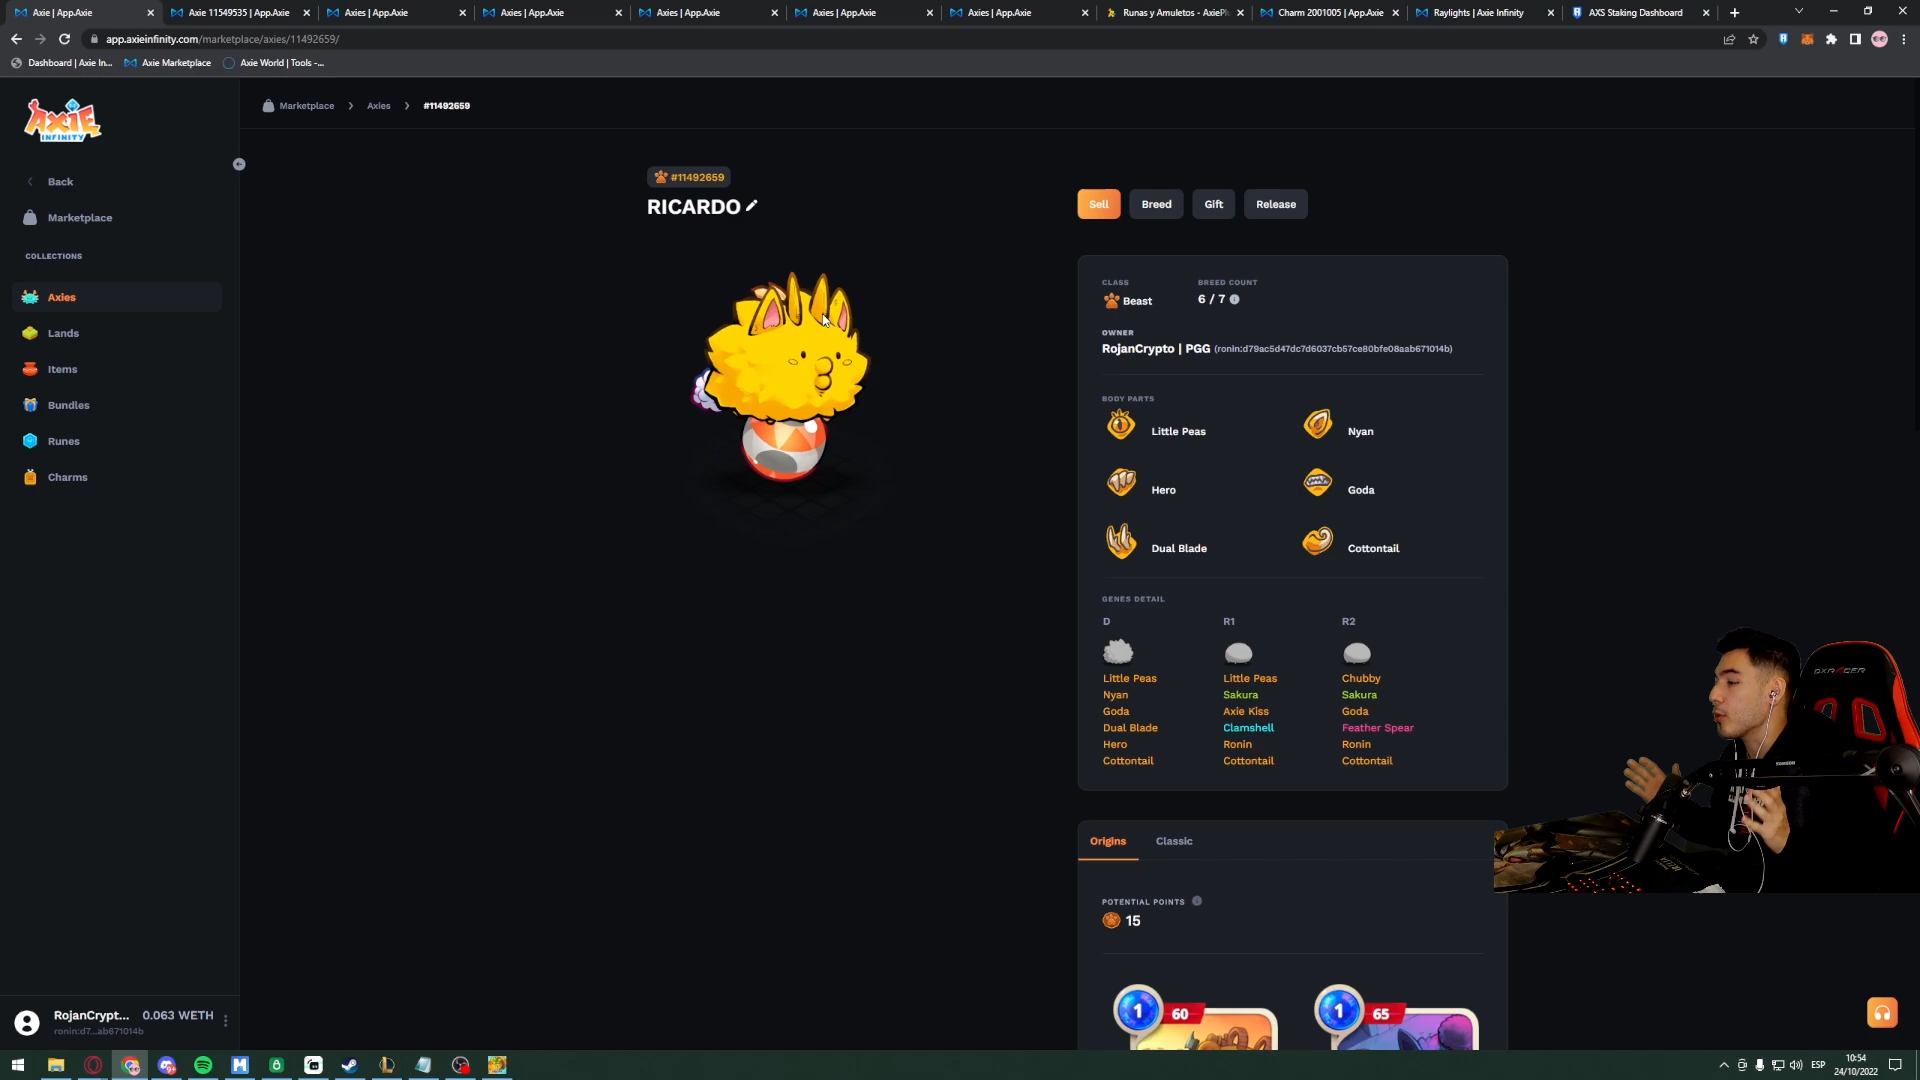 Axie | App.Axie
Axie 11549535 | App.Axie
Axies | App.Axie
Axies | App.Axie
Axies | App.Axie
Axies | App.Axie
Axies | App.Axie
Runas y Amuletos - AxiePl
Charm 2001005 | App.Axie
Raylights | Axie Infinity
AXS Staking Dashboard
app.axieinfinity.com/marketplace/axies/11492659/
Dashboard | Axie In...
Axie Marketplace
Axie World | Tools -...
AXIE
INFINITY
Marketplace
Axies
#11492659
Back
Marketplace
COLLECTIONS
Axies
Lands
Items
Bundles
Runes
Charms
#11492659
RICARDO
Sell
Breed
Gift
Release
CLASS
BREED COUNT
Beast
6 / 7
OWNER
RojanCrypto | PGG (ronin:d79ac5d47dc7d6037cb57ce80bfe08aab671014b)
BODY PARTS
Little Peas
Nyan
Hero
Goda
Dual Blade
Cottontail
GENES DETAIL
D
R1
R2
Little Peas
Little Peas
Chubby
Nyan
Sakura
Sakura
Goda
Axie Kiss
Goda
Dual Blade
Clamshell
Feather Spear
Hero
Ronin
Ronin
Cottontail
Cottontail
Cottontail
Origins
Classic
POTENTIAL POINTS
15
1
60
1
65
RojanCrypt...
0.063 WETH
ronin:d7...ab671014b
ESP
10:54
24/10/2022